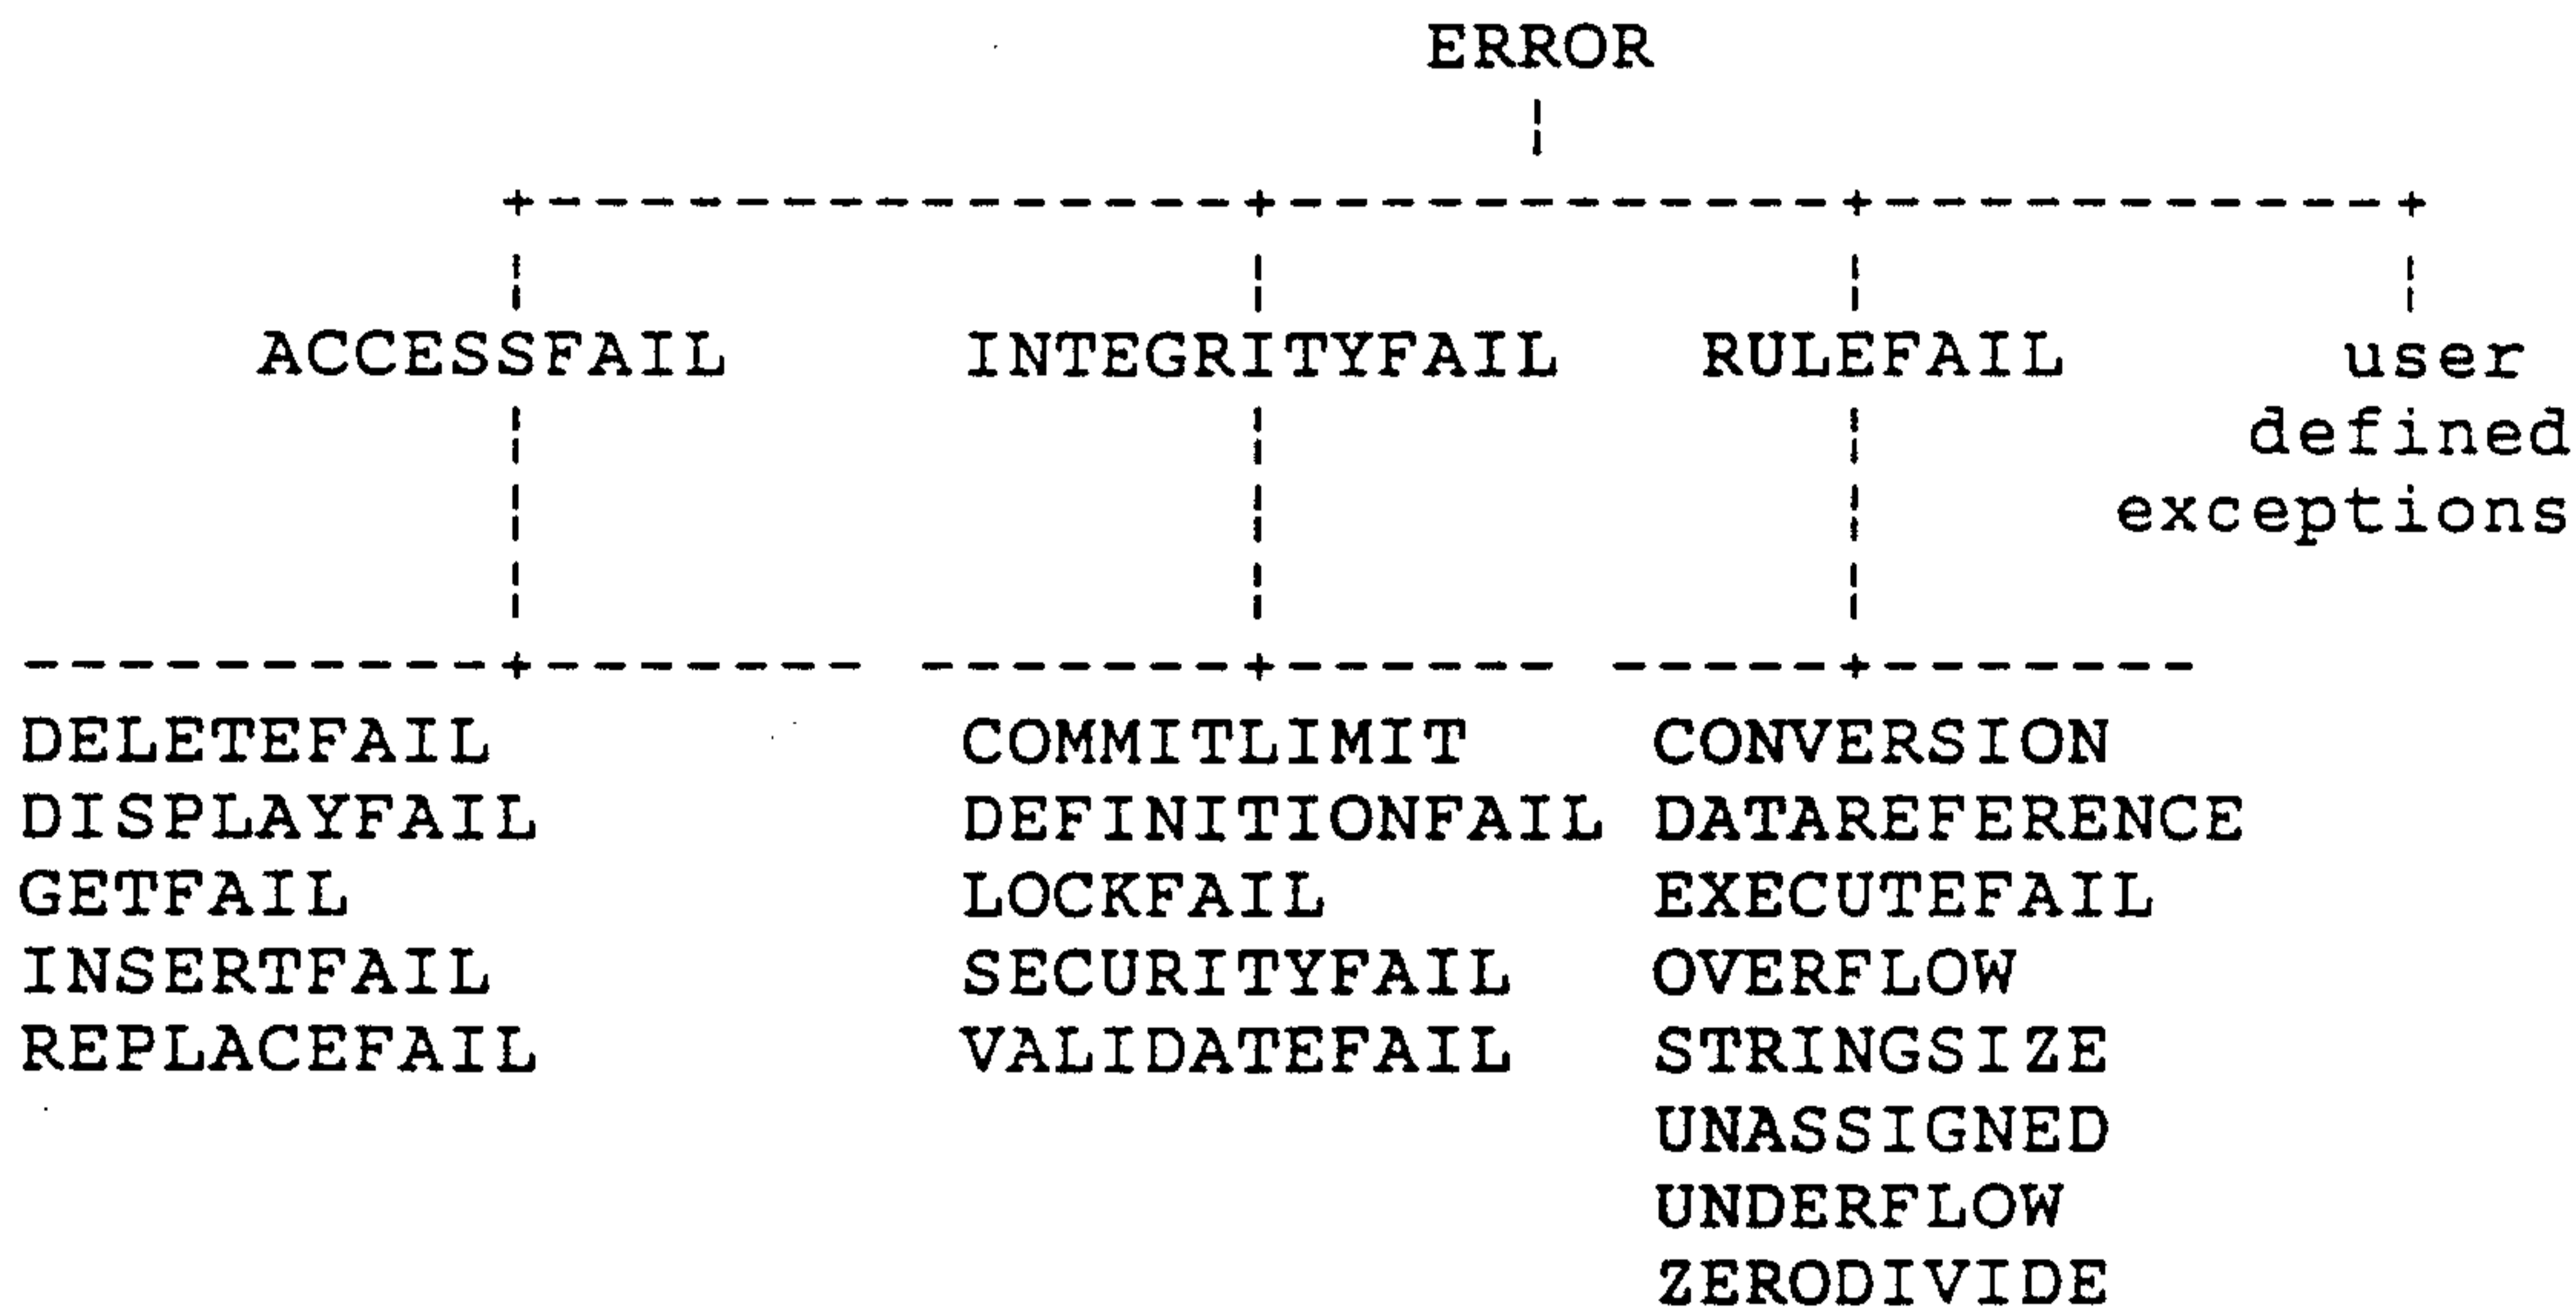 ERROR
ACCESSFAIL INTEGRITYFAIL RULEFAIL user
defined
exceptions
DELETEFAIL COMMITLIMIT CONVERSION
DISPLAYFAIL DEFINITIONFAIL DATAREFERENCE
GETFAIL LOCKFAIL EXECUTEFAIL
INSERTFAIL SECURITYFAIL OVERFLOW
REPLACEFAIL VALIDATEFAIL STRINGSIZE
UNASSIGNED
UNDERFLOW
ZERODIVIDE